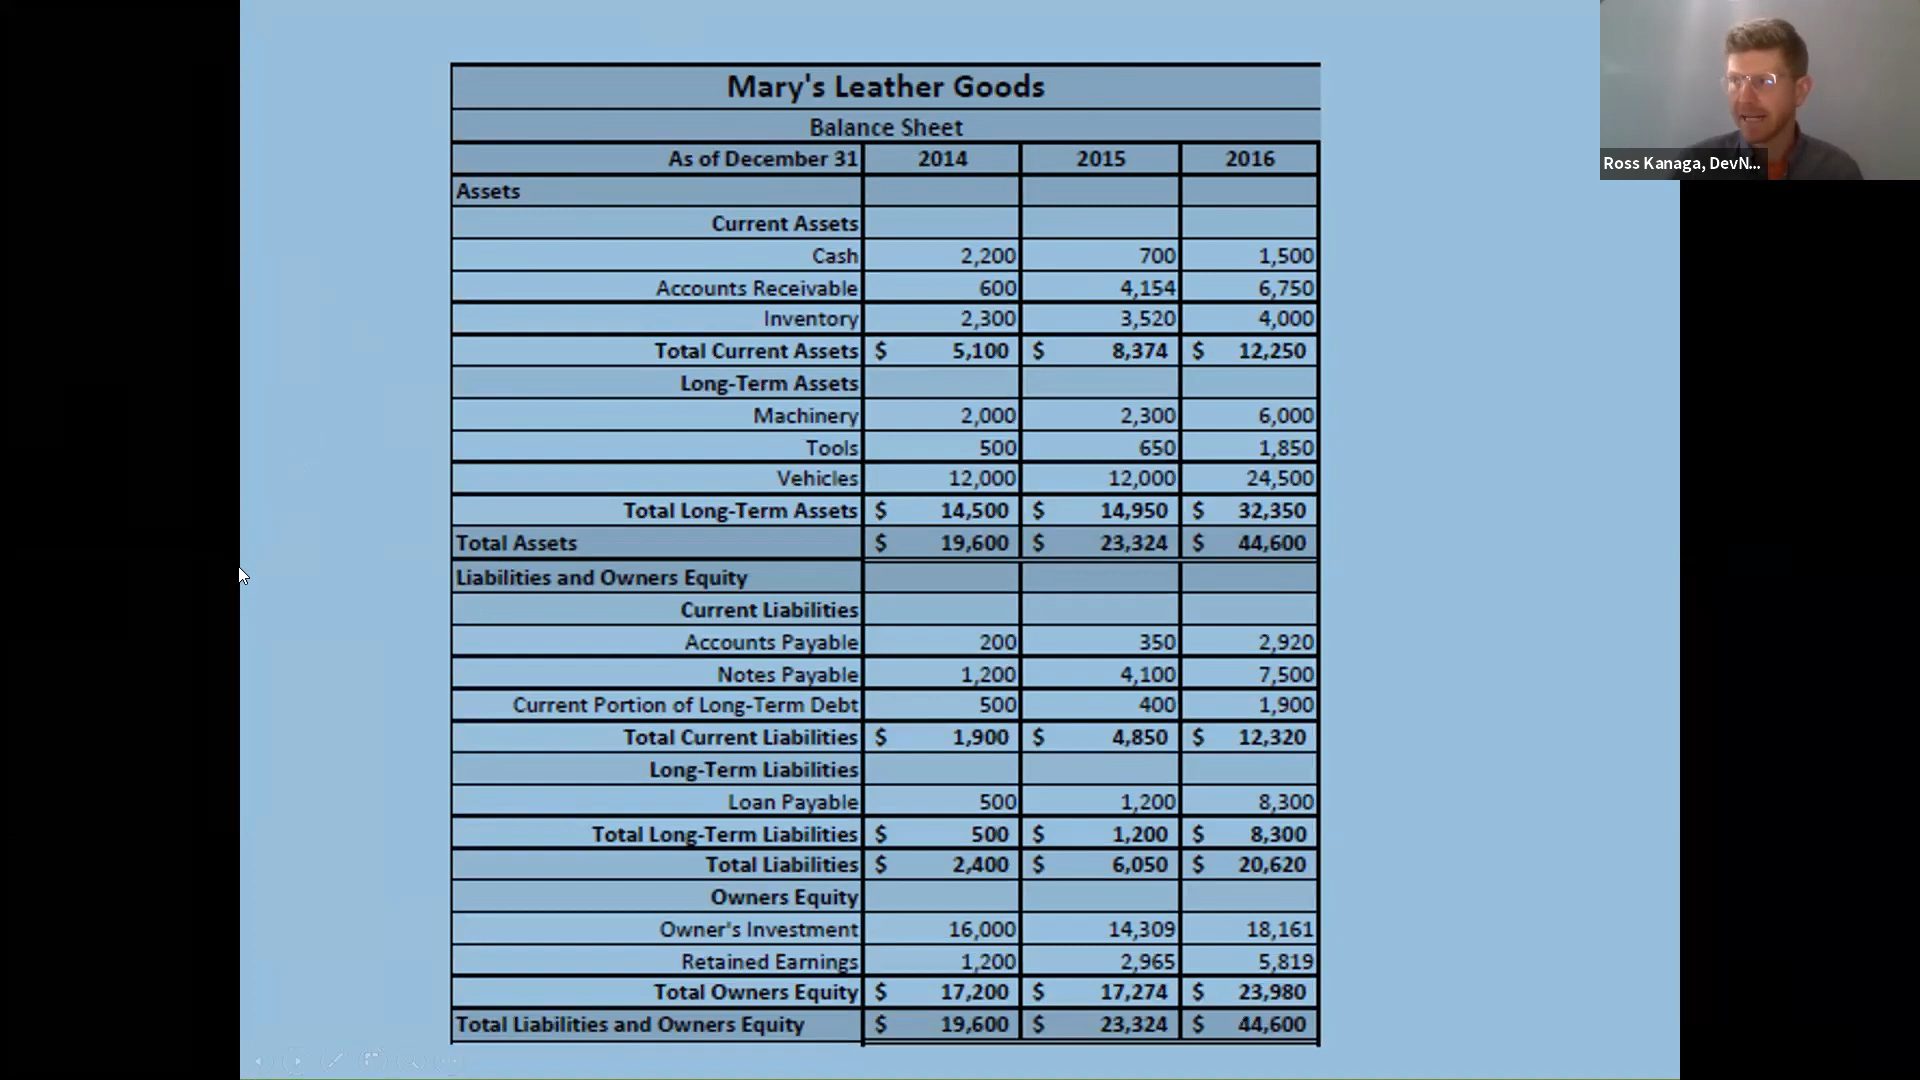 Mary's Leather Goods
Balance Sheet
As of December 31 2014 2015 2016
Assets
Current Assets
Cash 2,200 700 1,500
Accounts Receivable 600 4,154 6,750
Inventory 2,300 3,520 4,000
Total Current Assets $ 5,100 $ 8,374 $ 12,250
Long-Term Assets
Machinery 2,000 2,300 6,000
Tools 500 650 1,850
Vehicles 12,000 12,000 24,500
Total Long-Term Assets $ 14,500 $ 14,950 $ 32,350
Total Assets $ 19,600 $ 23,324 $ 44,600
Liabilities and Owners Equity
Current Liabilities
Accounts Payable 200 350 2,920
Notes Payable 1,200 4,100 7,500
Current Portion of Long-Term Debt 500 400 1,900
Total Current Liabilities $ 1,900 $ 4,850 $ 12,320
Long-Term Liabilities
Loan Payable 500 1,200 8,300
Total Long-Term Liabilities $ 500 $ 1,200 $ 8,300
Total Liabilities $ 2,400 $ 6,050 $ 20,620
Owners Equity
Owner's Investment 16,000 14,309 18,161
Retained Earnings 1,200 2,965 5,819
Total Owners Equity $ 17,200 $ 17,274 $ 23,980
Total Liabilities and Owners Equity $ 19,600 $ 23,324 $ 44,600
Ross Kanaga, DevN...